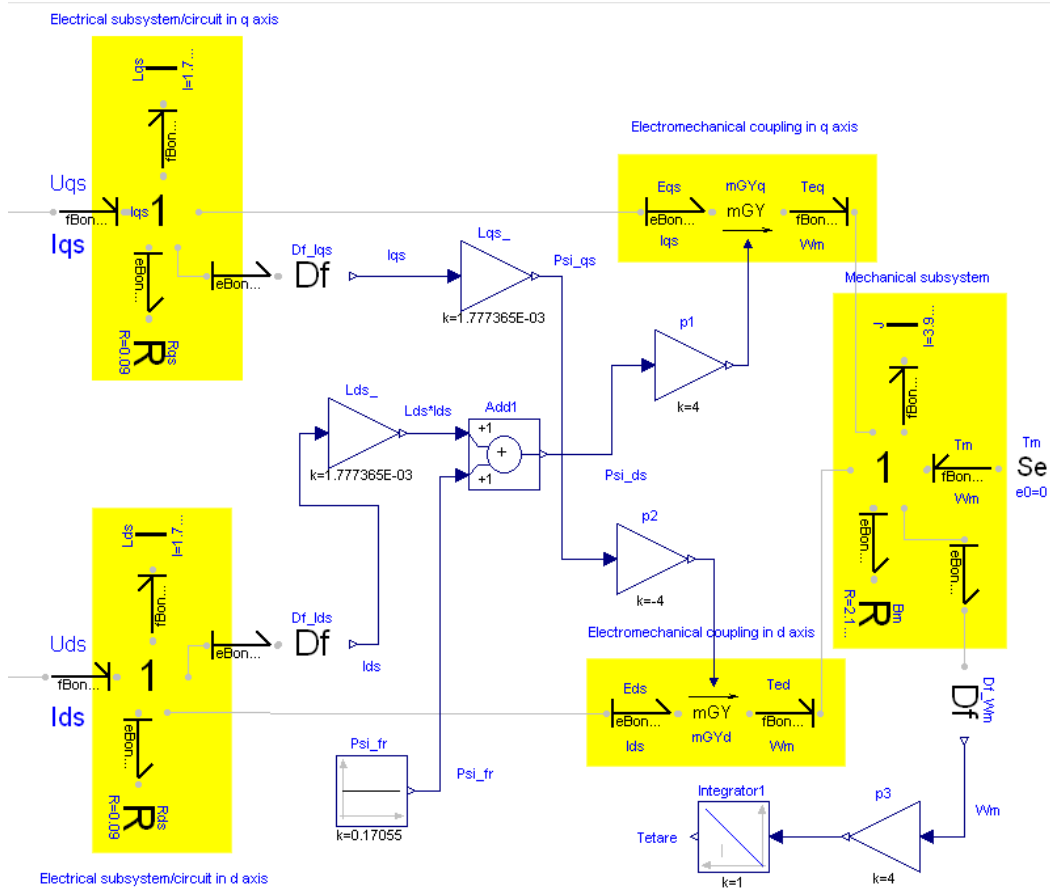 Electrical subsystem/circuit in q axis
Lqs
I=1.7...
fBon...
Uqs
Iqs
1
fBon...
Iqs
eBon...
R
Rqs
R=0.09
eBon...
Df_Iqs
Df
Iqs
Lqs_
k=1.777365E-03
Psi_qs
Electromechanical coupling in q axis
Eqs
mGYq
Teq
eBon...
mGY
fBon...
Iqs
Wm
Mechanical subsystem
J
I=3.9...
fBon...
1
Tm
fBon...
Wm
Tm
Se
e0=0
eBon...
eBon...
R
Bm
R=2.1...
p1
k=4
Lds_
k=1.777365E-03
Lds*Ids
Add1
+1
+
+1
Psi_ds
p2
k=-4
Lds
I=1.7...
fBon...
Uds
1
fBon...
Ids
eBon...
R
Rds
R=0.09
eBon...
Df_Ids
Df
Ids
Electromechanical coupling in d axis
Eds
Ted
eBon...
mGY
fBon...
Ids
mGYd
Wm
Df_Wm
Df
Psi_fr
k=0.17055
Psi_fr
Integrator1
I
k=1
Tetare
p3
k=4
Wm
Electrical subsystem/circuit in d axis